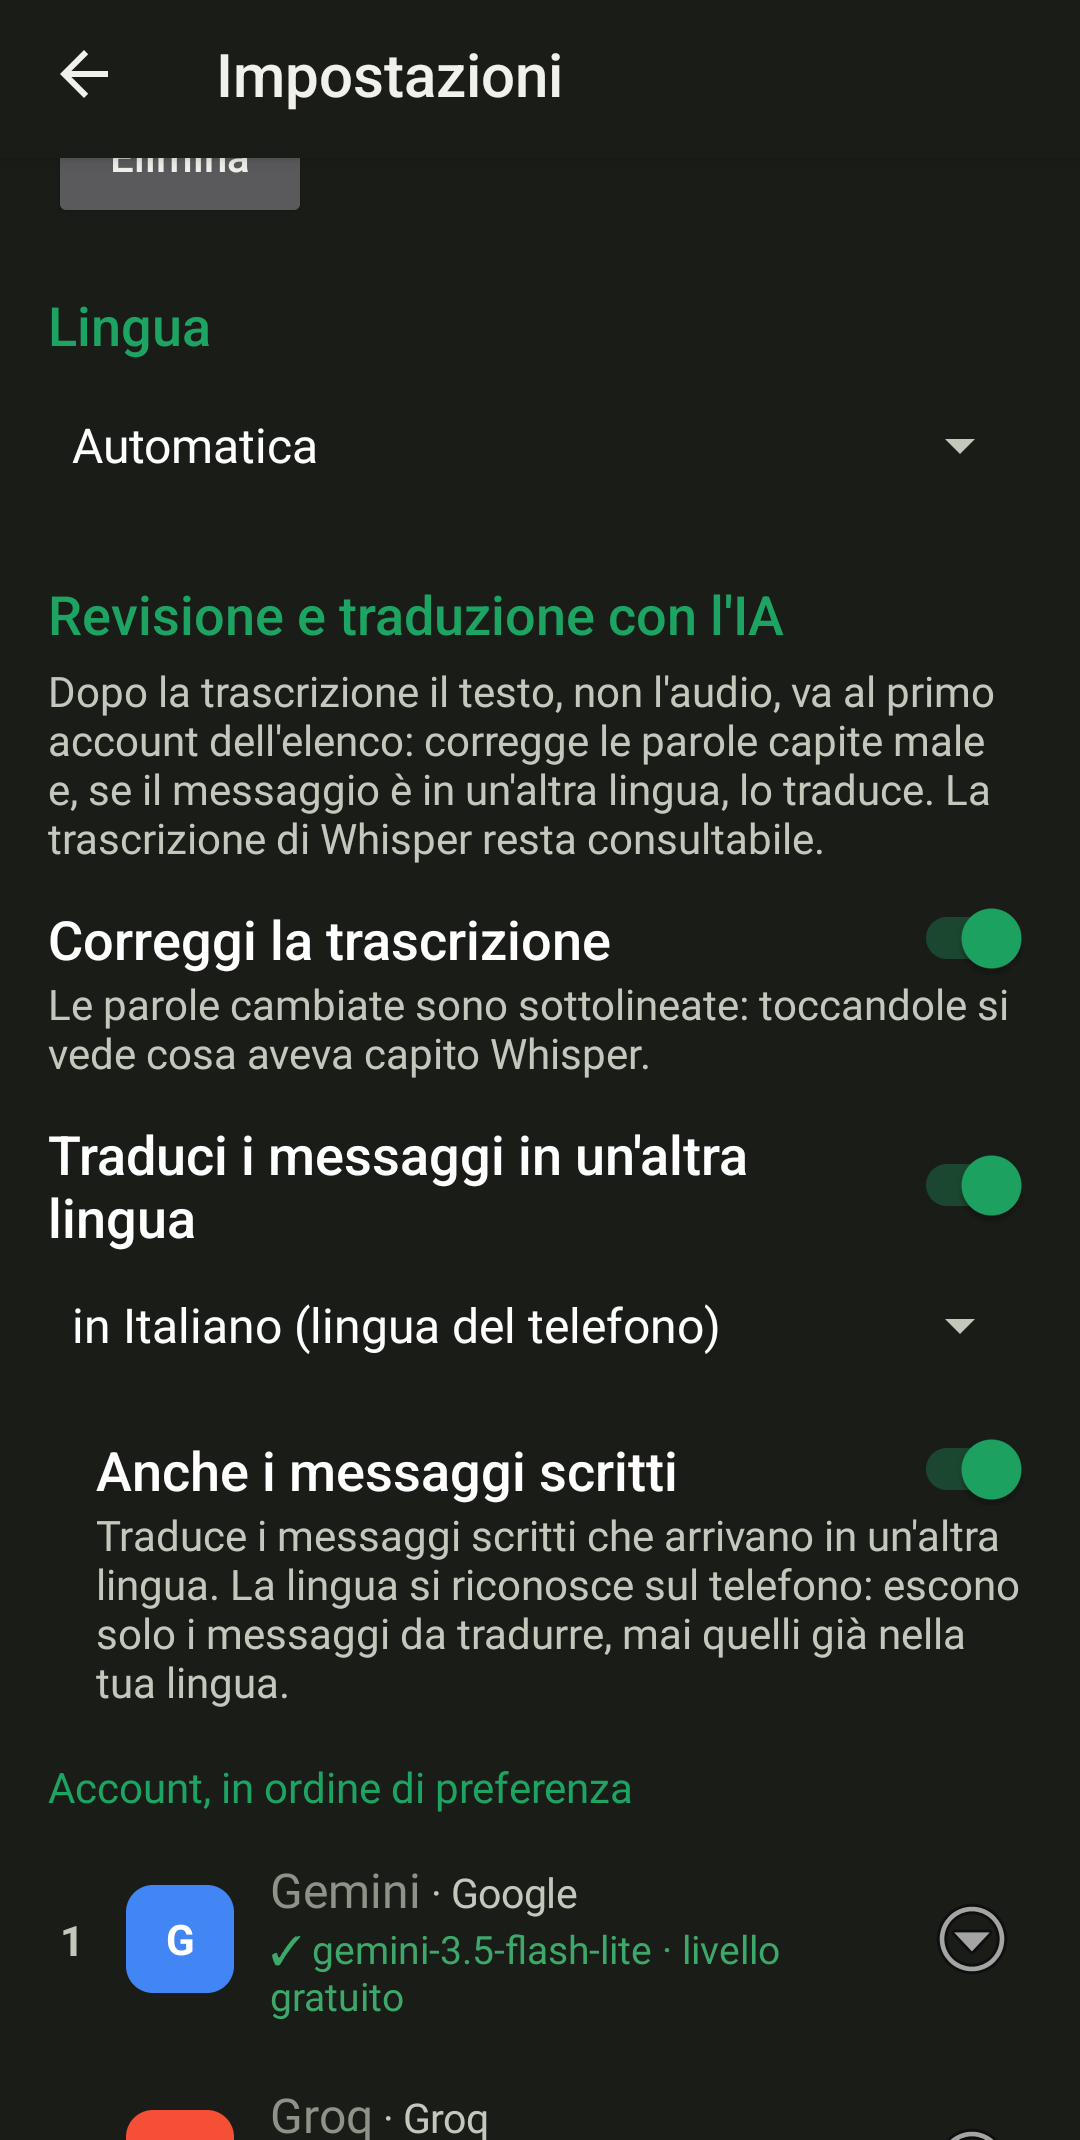 Impostazioni
Elimina
Lingua
Automatica
Revisione e traduzione con l'IA
Dopo la trascrizione il testo, non l'audio, va al primo
account dell'elenco: corregge le parole capite male
e, se il messaggio è in un'altra lingua, lo traduce. La
trascrizione di Whisper resta consultabile.
Correggi la trascrizione
Le parole cambiate sono sottolineate: toccandole si
vede cosa aveva capito Whisper.
Traduci i messaggi in un'altra
lingua
in Italiano (lingua del telefono)
Anche i messaggi scritti
Traduce i messaggi scritti che arrivano in un'altra
lingua. La lingua si riconosce sul telefono: escono
solo i messaggi da tradurre, mai quelli già nella
tua lingua.
Account, in ordine di preferenza
1
G
Gemini · Google
✓ gemini-3.5-flash-lite · livello
gratuito
Groq · Groq